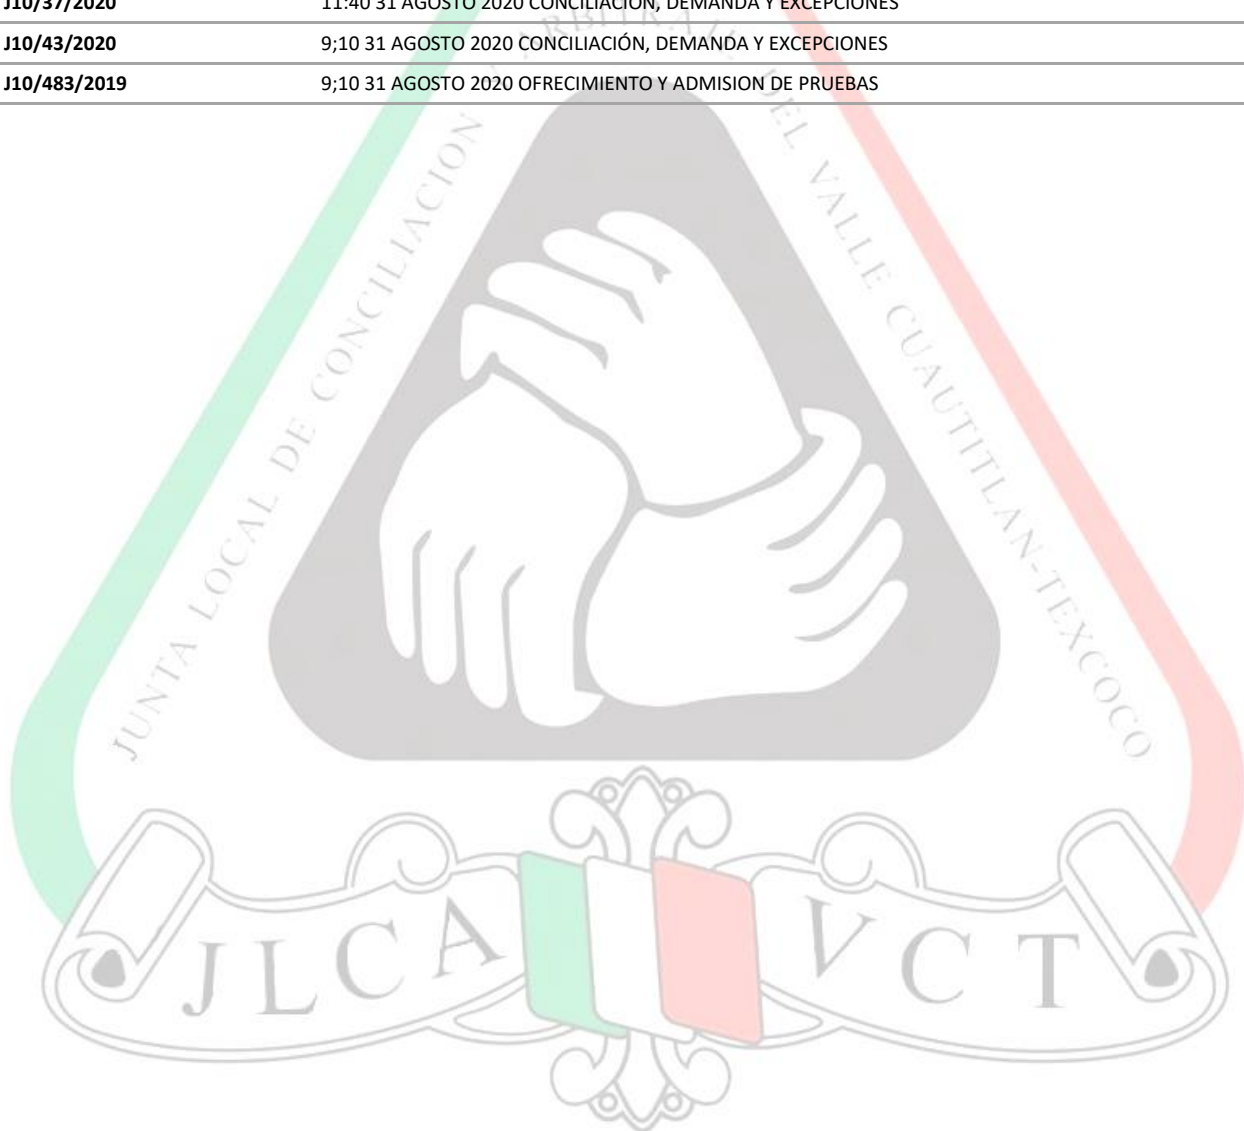 J10/37/2020 11:40 31 AGOSTO 2020 CONCILIACIÓN, DEMANDA Y EXCEPCIONES
J10/43/2020 9;10 31 AGOSTO 2020 CONCILIACIÓN, DEMANDA Y EXCEPCIONES
J10/483/2019 9;10 31 AGOSTO 2020 OFRECIMIENTO Y ADMISION DE PRUEBAS
JUNTA LOCAL DE CONCILIACION Y ARBITRAJE DEL VALLE CUAUTITLAN-TEXCOCO
JLCA VCT